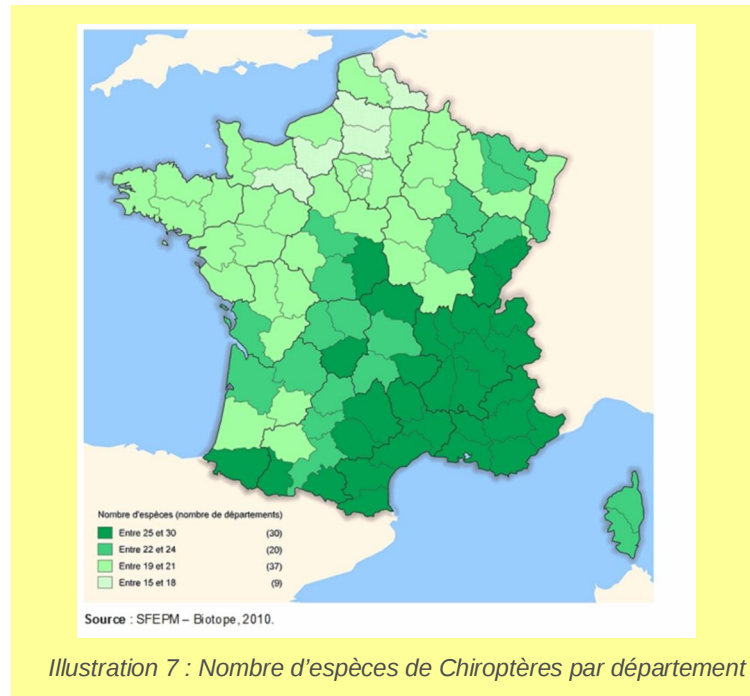 Nombre d'espèces (nombre de départements)
Entre 25 et 30 (30)
Entre 22 et 24 (20)
Entre 19 et 21 (37)
Entre 15 et 18 (9)
Source : SFEPM – Biotope, 2010.
Illustration 7 : Nombre d’espèces de Chiroptères par département